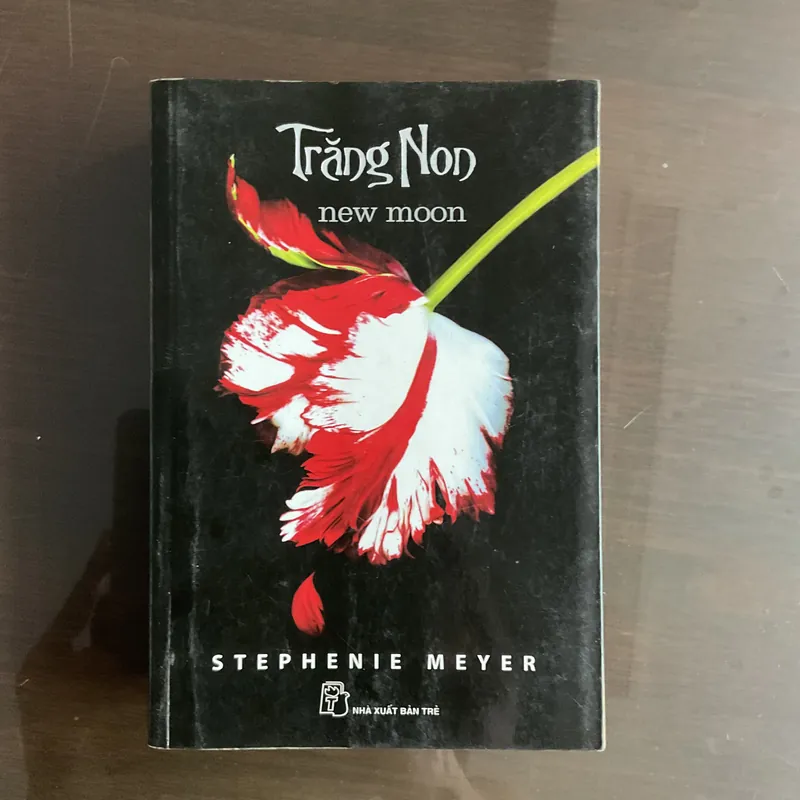 Trăng Non
new moon
STEPHENIE MEYER
T
NHÀ XUẤT BẢN TRẺ